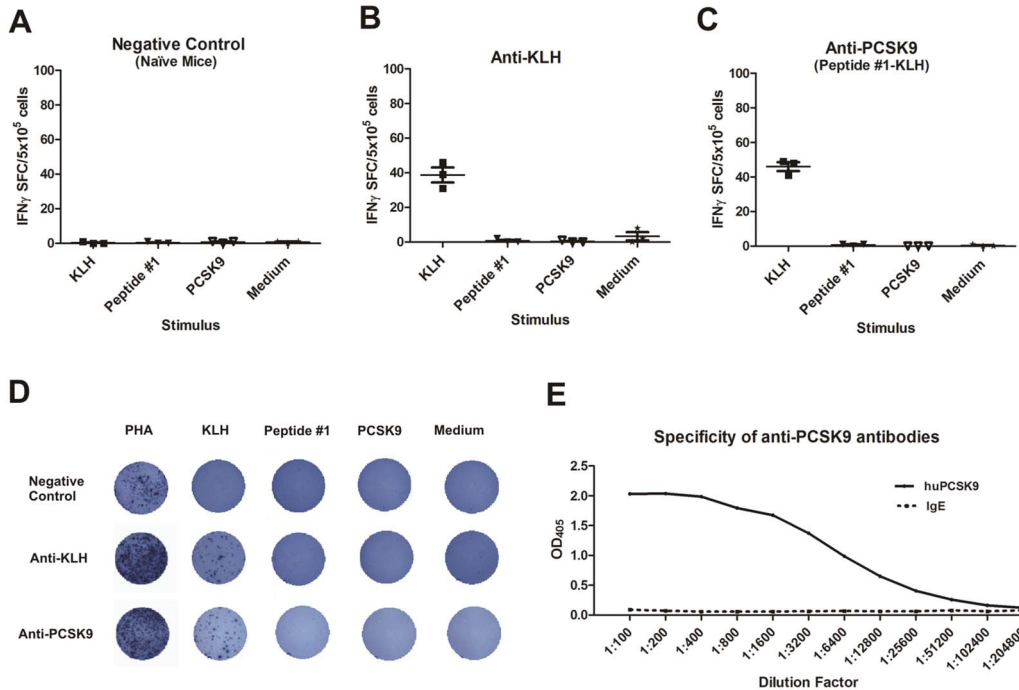 A
Negative Control
(Naïve Mice)
IFNγ SFC/5x10⁵ cells
100
80
60
40
20
0
KLH
Peptide #1
PCSK9
Medium
Stimulus
B
Anti-KLH
IFNγ SFC/5x10⁵ cells
100
80
60
40
20
0
KLH
Peptide #1
PCSK9
Medium
Stimulus
C
Anti-PCSK9
(Peptide #1-KLH)
IFNγ SFC/5x10⁵ cells
100
80
60
40
20
0
KLH
Peptide #1
PCSK9
Medium
Stimulus
D
PHA KLH Peptide #1 PCSK9 Medium
Negative
Control
Anti-KLH
Anti-PCSK9
E
Specificity of anti-PCSK9 antibodies
OD₄₀₅
2.5
2.0
1.5
1.0
0.5
0.0
huPCSK9
IgE
1:100
1:200
1:400
1:800
1:1600
1:3200
1:6400
1:12800
1:25600
1:51200
1:102400
1:204800
Dilution Factor